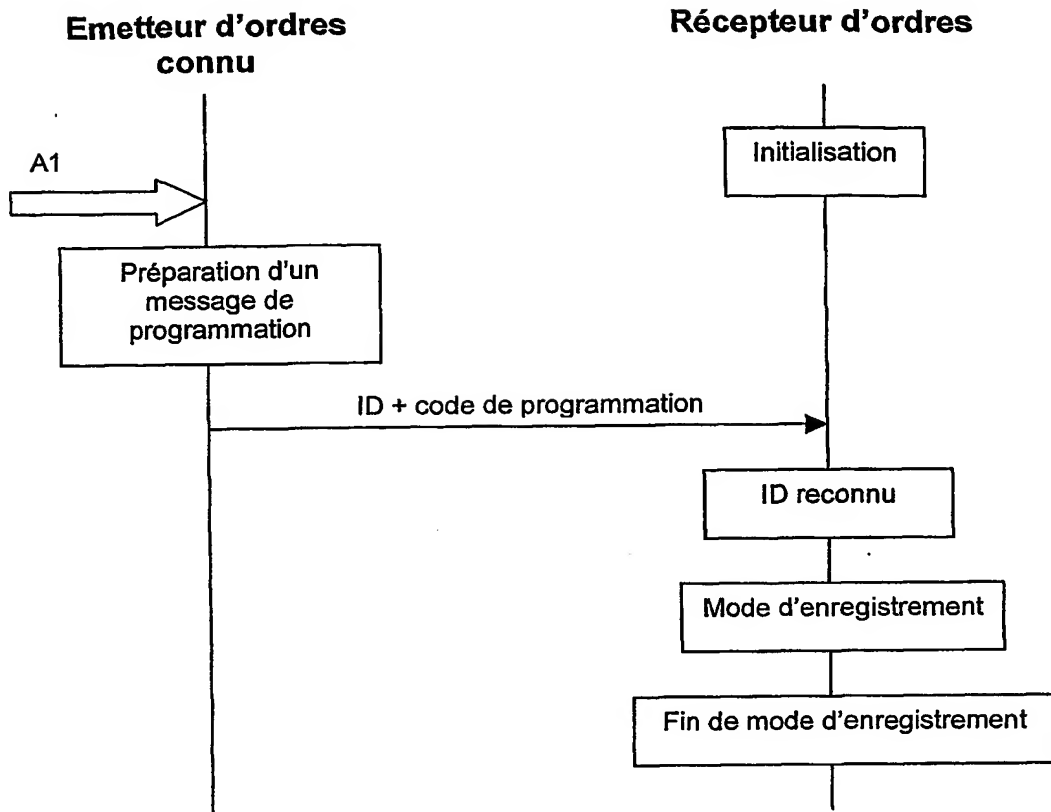 Emetteur d'ordres
connu
Récepteur d'ordres
Initialisation
A1
Préparation d'un
message de
programmation
ID + code de programmation
ID reconnu
Mode d'enregistrement
Fin de mode d'enregistrement